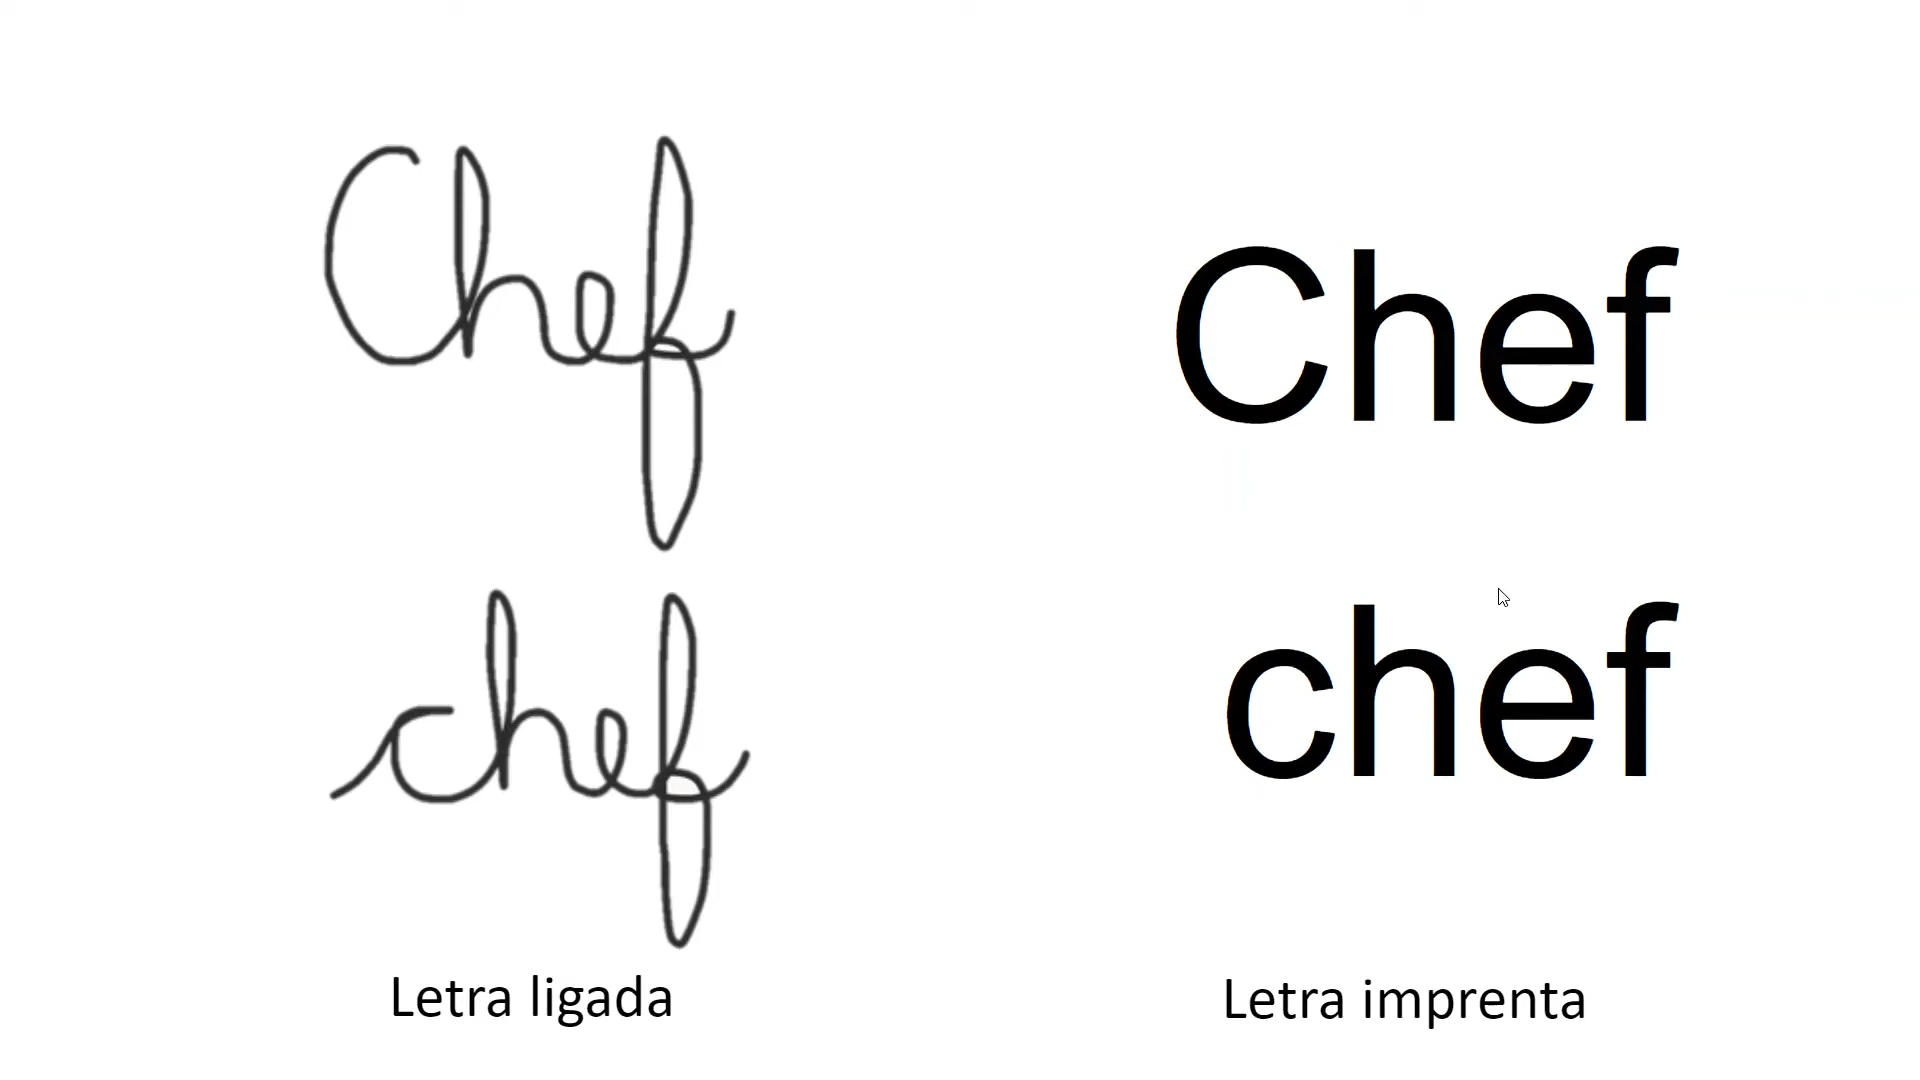 Chef
chef
Letra ligada
Chef
chef
Letra imprenta